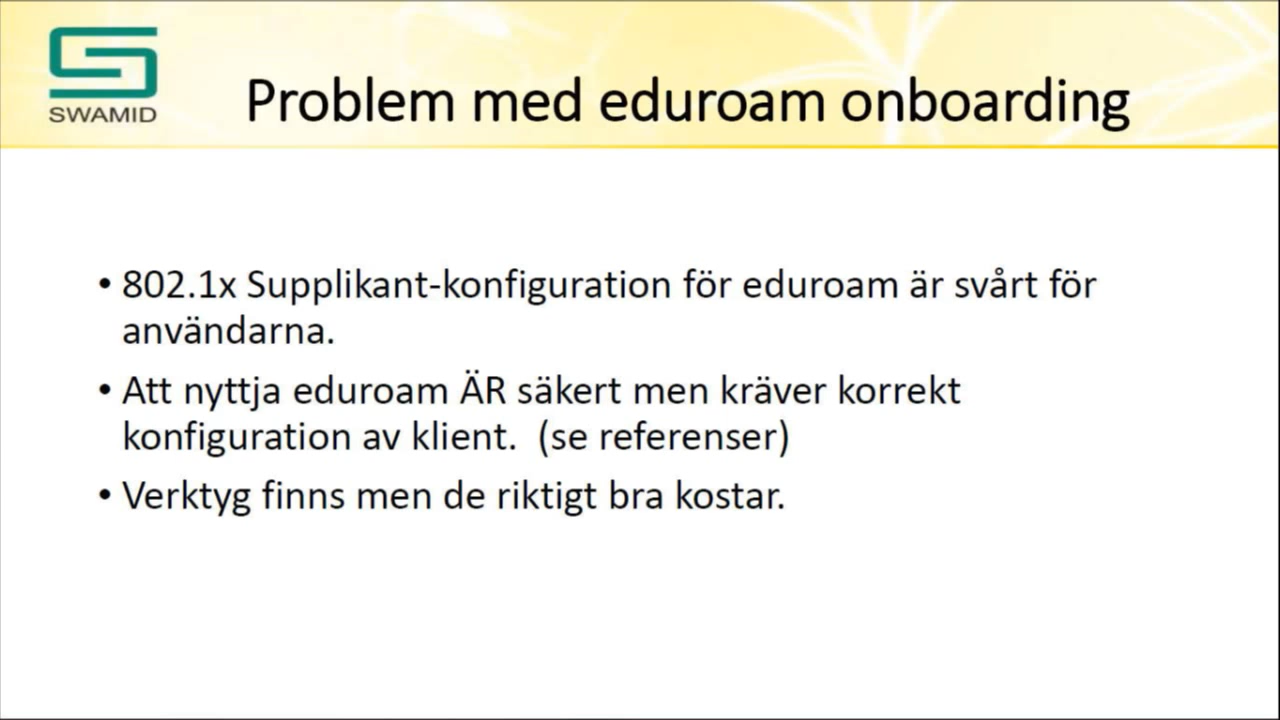 SWAMID
Problem med eduroam onboarding
• 802.1x Supplikant-konfiguration för eduroam är svårt för
användarna.
• Att nyttja eduroam ÄR säkert men kräver korrekt
konfiguration av klient.  (se referenser)
• Verktyg finns men de riktigt bra kostar.